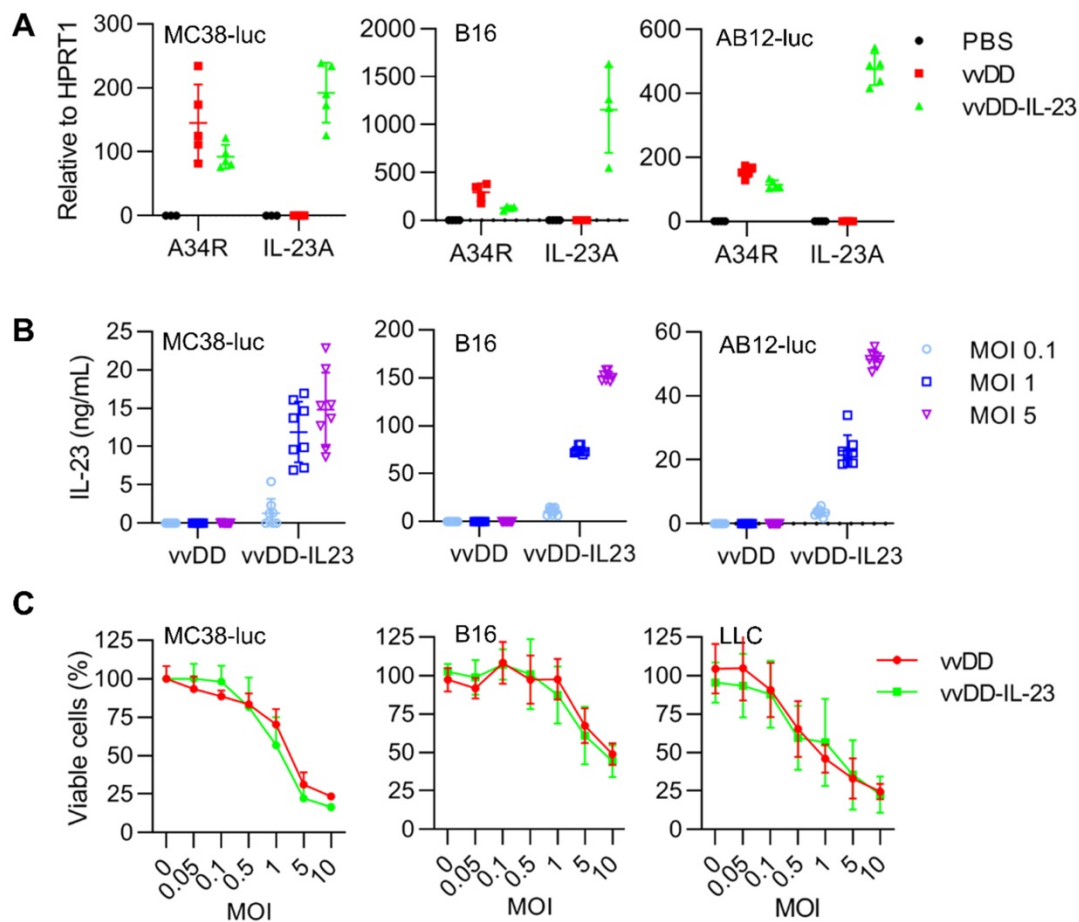 A
MC38-luc
B16
AB12-luc
PBS
vvDD
vvDD-IL-23
Relative to HPRT1
300
200
100
0
2000
1500
1000
500
0
600
400
200
0
A34R
IL-23A
A34R
IL-23A
A34R
IL-23A
B
MC38-luc
B16
AB12-luc
MOI 0.1
MOI 1
MOI 5
IL-23 (ng/mL)
25
20
15
10
5
0
200
150
100
50
0
60
40
20
0
vvDD
vvDD-IL23
vvDD
vvDD-IL23
vvDD
vvDD-IL23
C
MC38-luc
B16
LLC
vvDD
vvDD-IL-23
Viable cells (%)
125
100
75
50
25
0
125
100
75
50
25
0
125
100
75
50
25
0
0
0.05
0.1
0.5
1
5
10
0
0.05
0.1
0.5
1
5
10
0
0.05
0.1
0.5
1
5
10
MOI
MOI
MOI